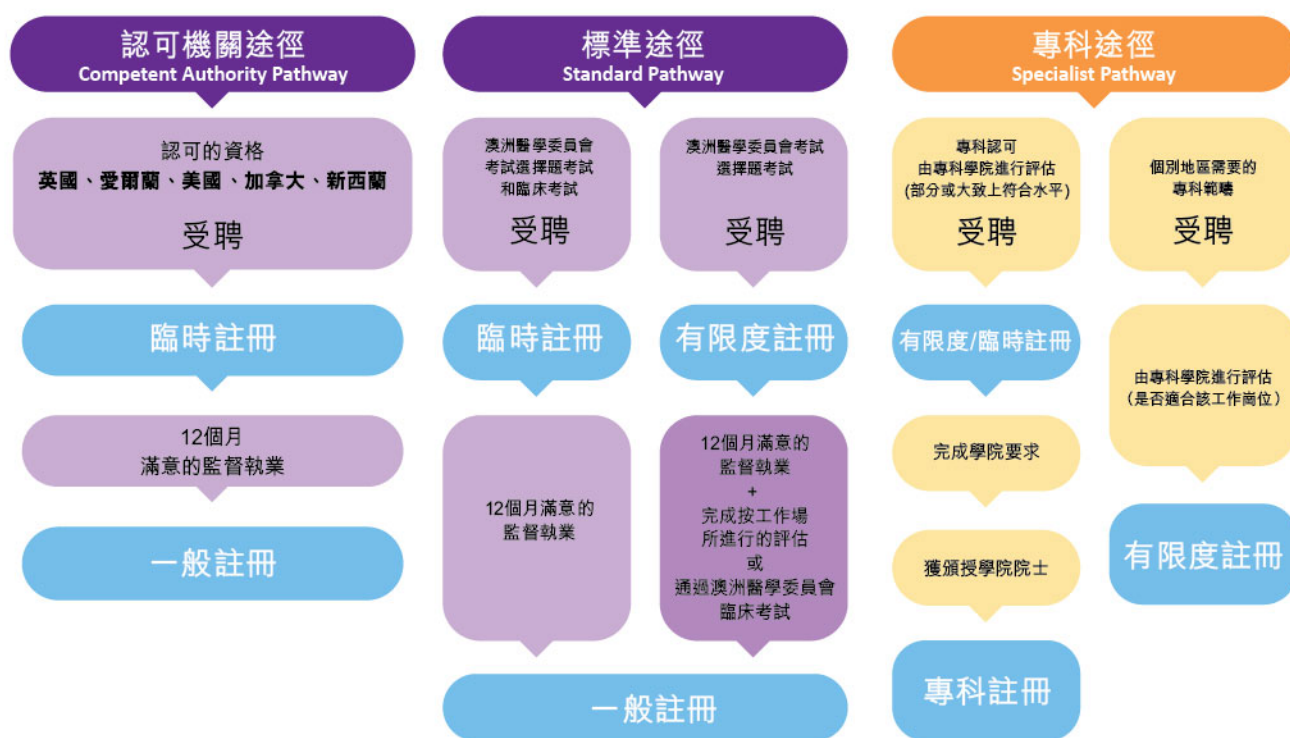 認可機關途徑
Competent Authority Pathway
認可的資格
英國、愛爾蘭、美國、加拿大、新西蘭
受聘
臨時註冊
12個月
滿意的監督執業
一般註冊
標準途徑
Standard Pathway
澳洲醫學委員會
考試選擇題考試
和臨床考試
受聘
臨時註冊
12個月滿意的
監督執業
澳洲醫學委員會考試
選擇題考試
受聘
有限度註冊
12個月滿意的
監督執業
+
完成按工作場
所進行的評估
或
通過澳洲醫學委員會
臨床考試
一般註冊
專科途徑
Specialist Pathway
專科認可
由專科學院進行評估
(部分或大致上符合水平)
受聘
有限度/臨時註冊
完成學院要求
獲頒授學院院士
專科註冊
個別地區需要的
專科範疇
受聘
由專科學院進行評估
（是否適合該工作崗位）
有限度註冊